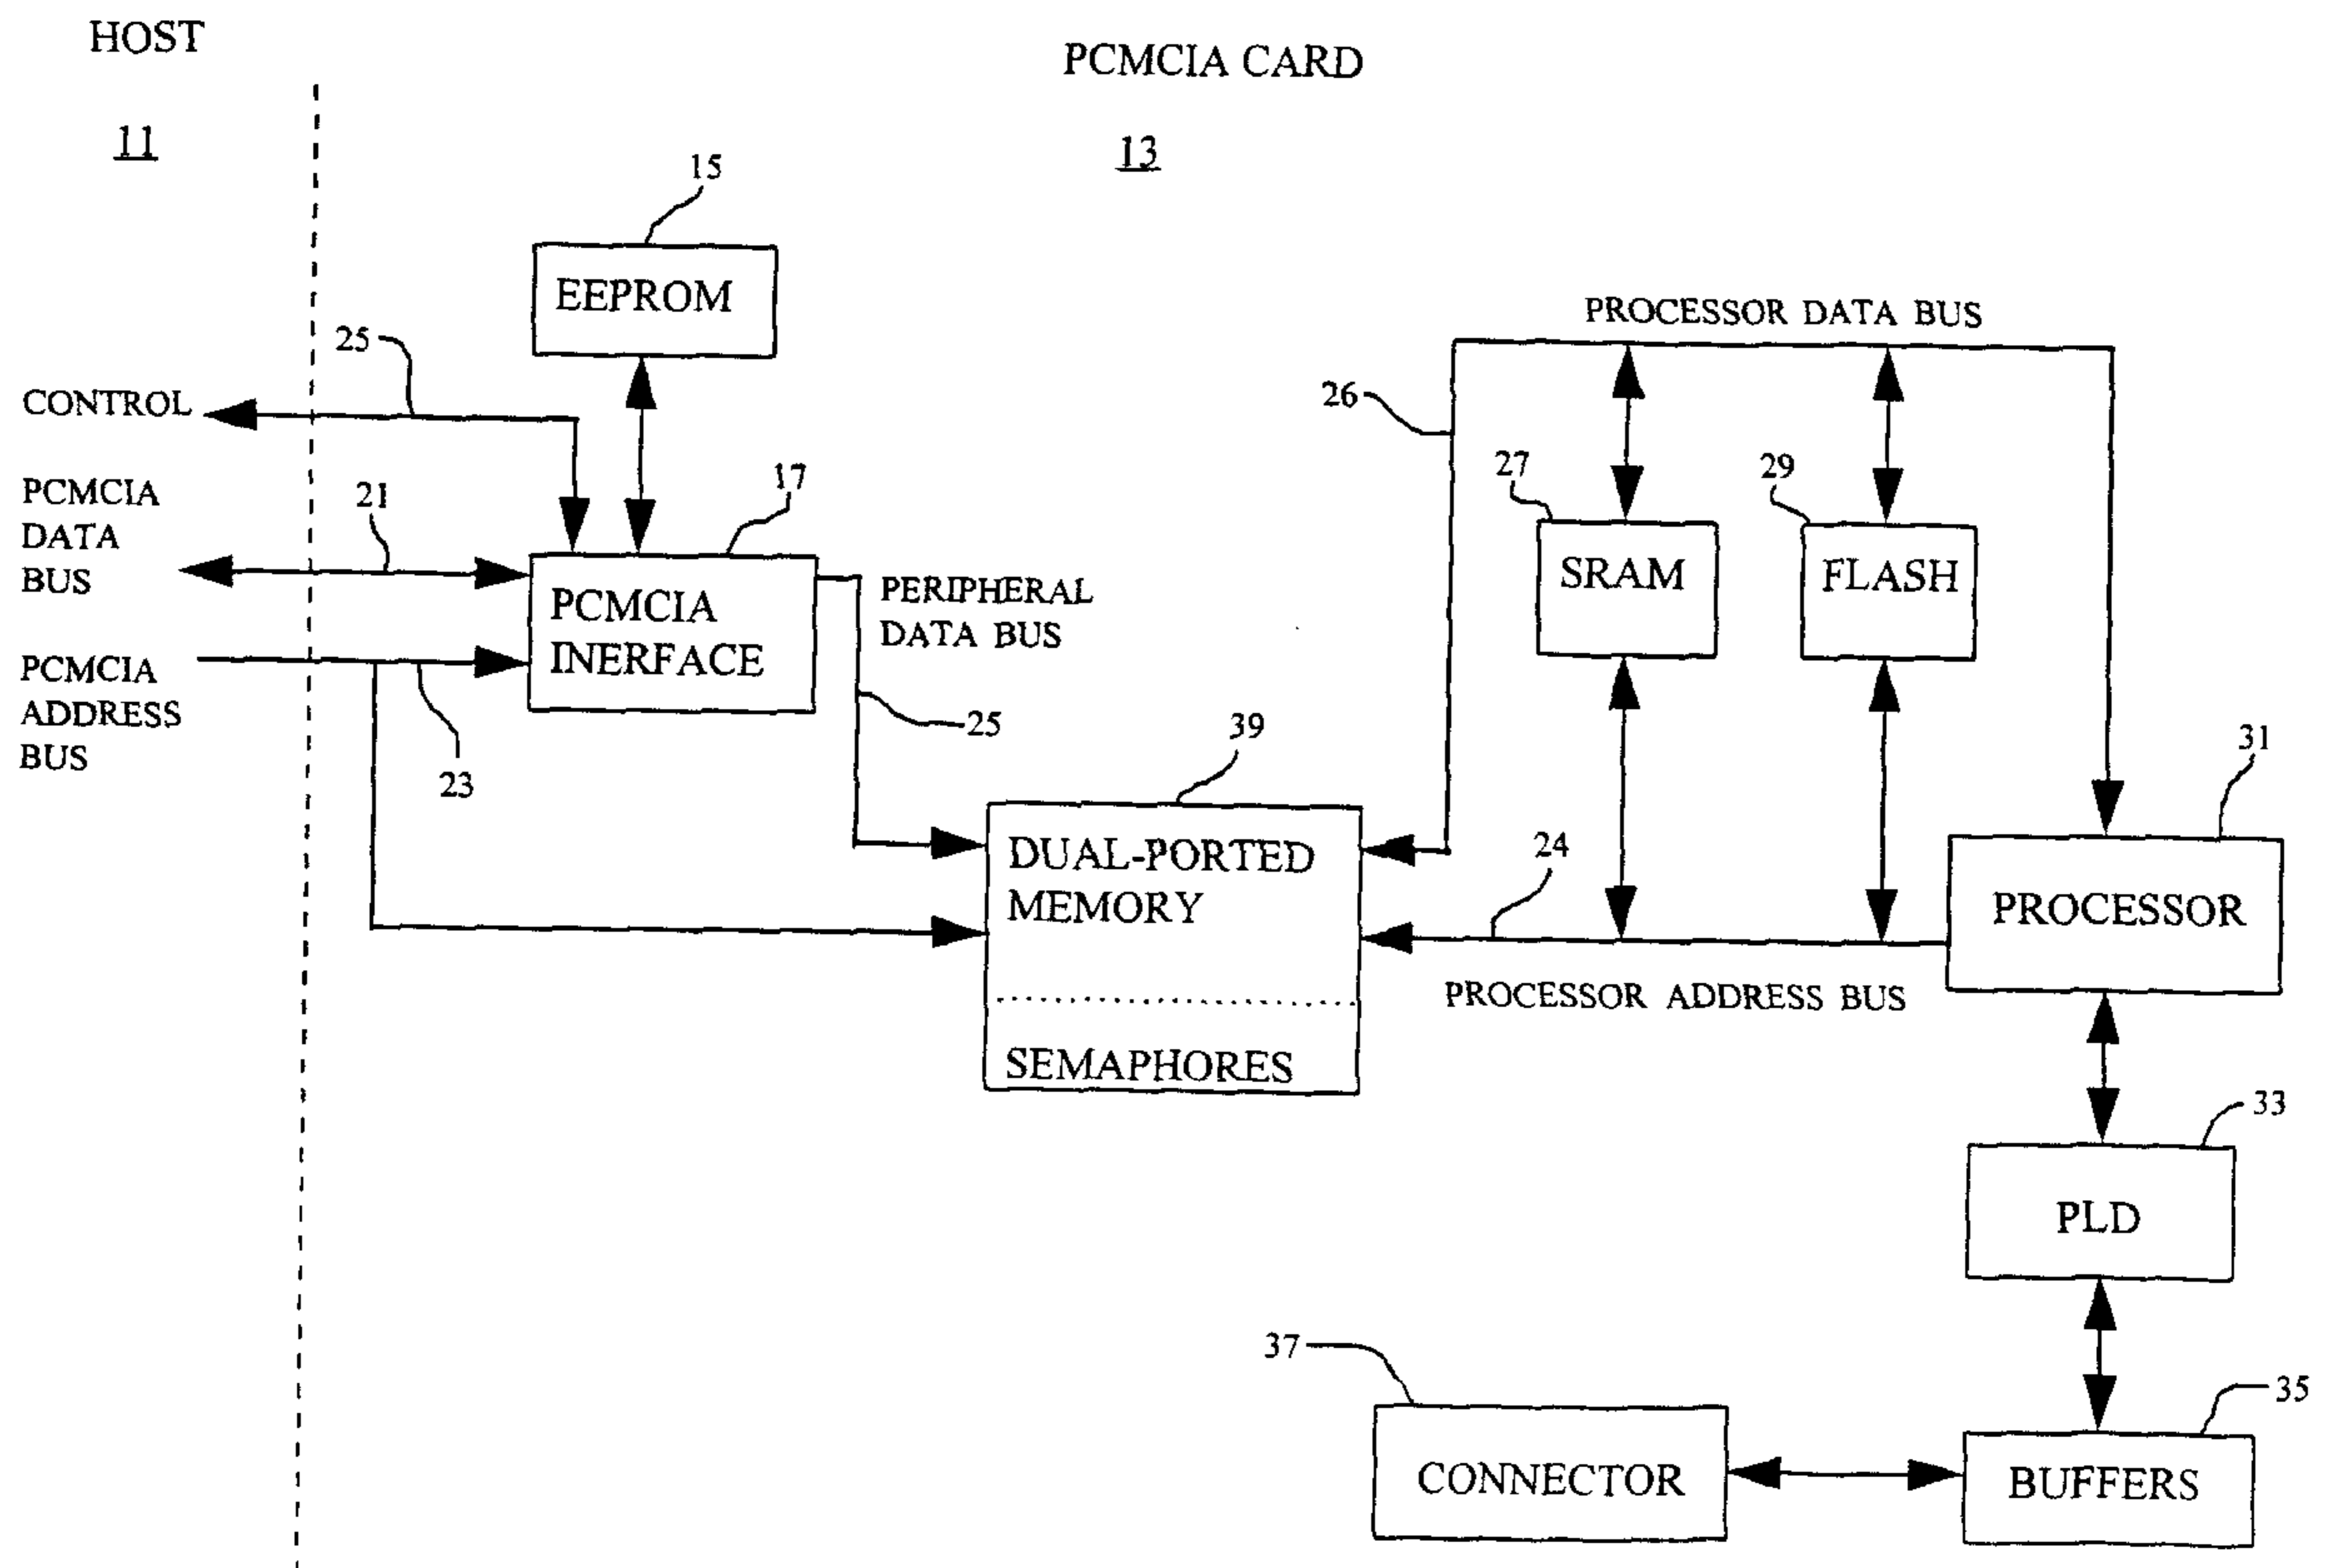 HOST
PCMCIA CARD
11
13
15
EEPROM
PROCESSOR DATA BUS
25
26
CONTROL
27
29
17
PCMCIA
DATA
BUS
21
SRAM
FLASH
PCMCIA
INERFACE
PERIPHERAL
DATA BUS
PCMCIA
ADDRESS
BUS
23
25
39
31
DUAL-PORTED
MEMORY
24
PROCESSOR
PROCESSOR ADDRESS BUS
SEMAPHORES
33
PLD
37
35
CONNECTOR
BUFFERS